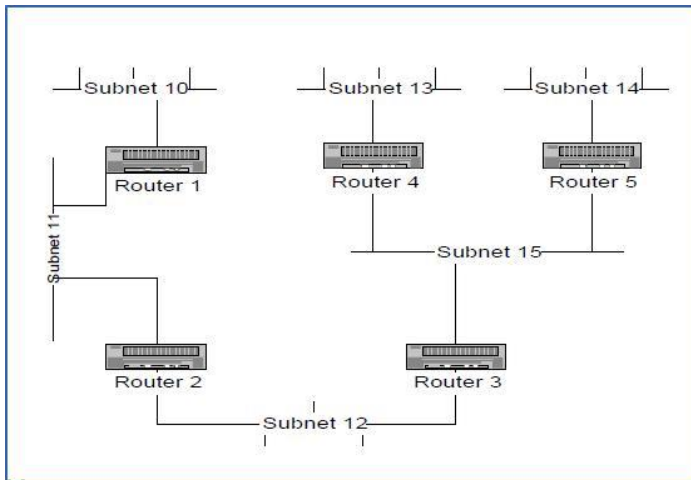 Subnet 10
Subnet 13
Subnet 14
Router 1
Router 4
Router 5
Subnet 11
Subnet 15
Router 2
Router 3
Subnet 12